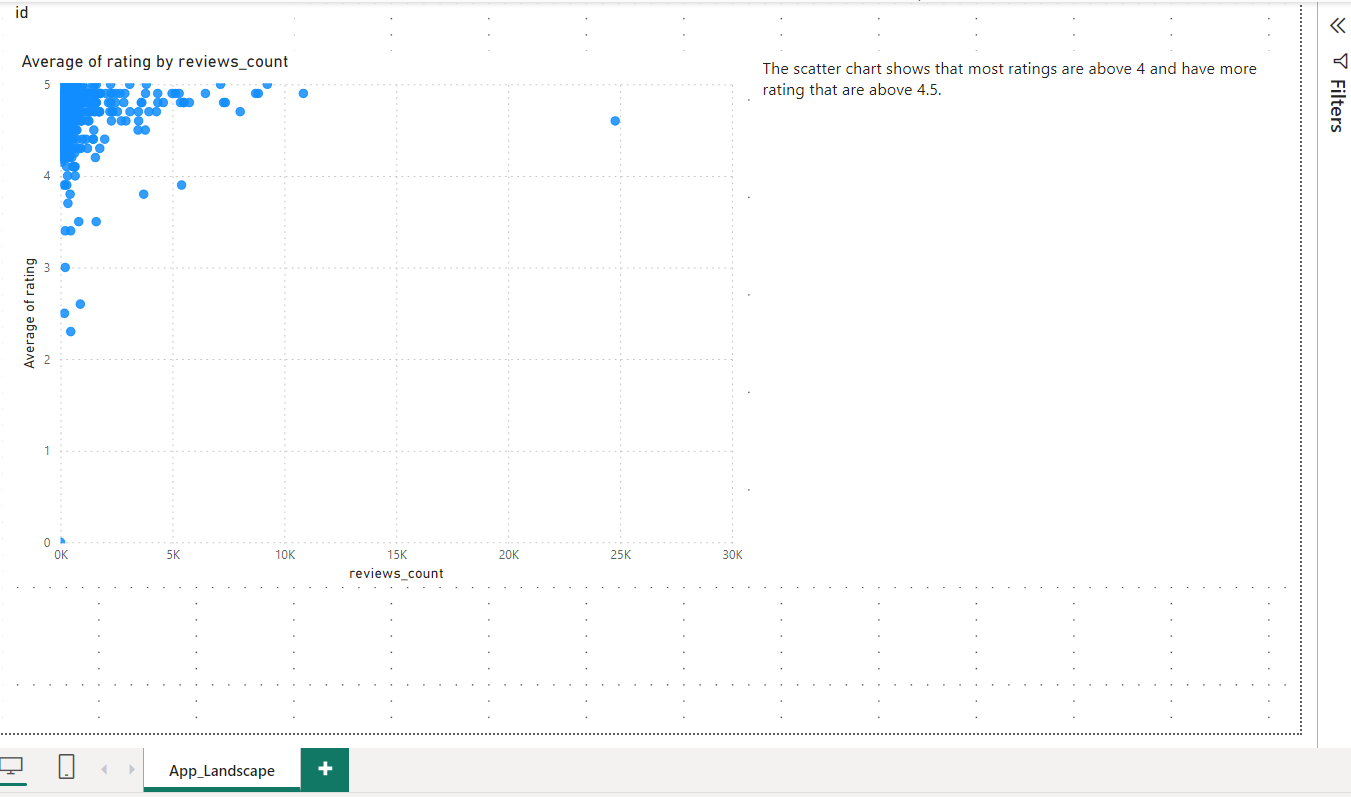 id
Average of rating by reviews_count
The scatter chart shows that most ratings are above 4 and have more
rating that are above 4.5.
Filters
5
4
3
2
1
0
Average of rating
0K 5K 10K 15K 20K 25K 30K
reviews_count
App_Landscape